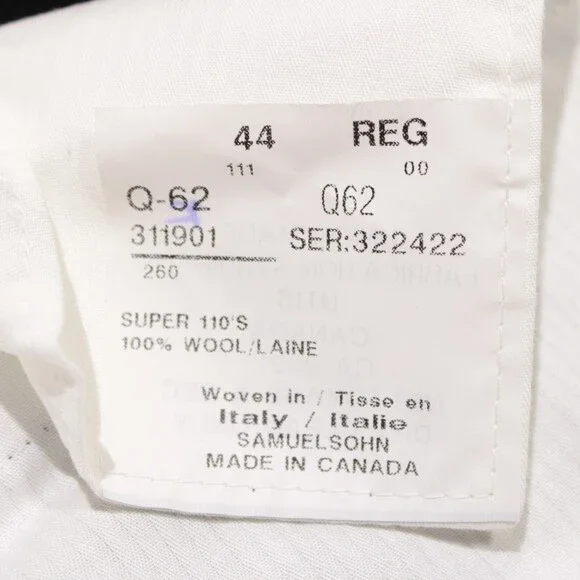 44 REG
111 00
Q-62 Q62
311901 SER:322422
260
SUPER 110'S
100% WOOL/LAINE
Woven in / Tisse en
Italy / Italie
SAMUELSOHN
MADE IN CANADA